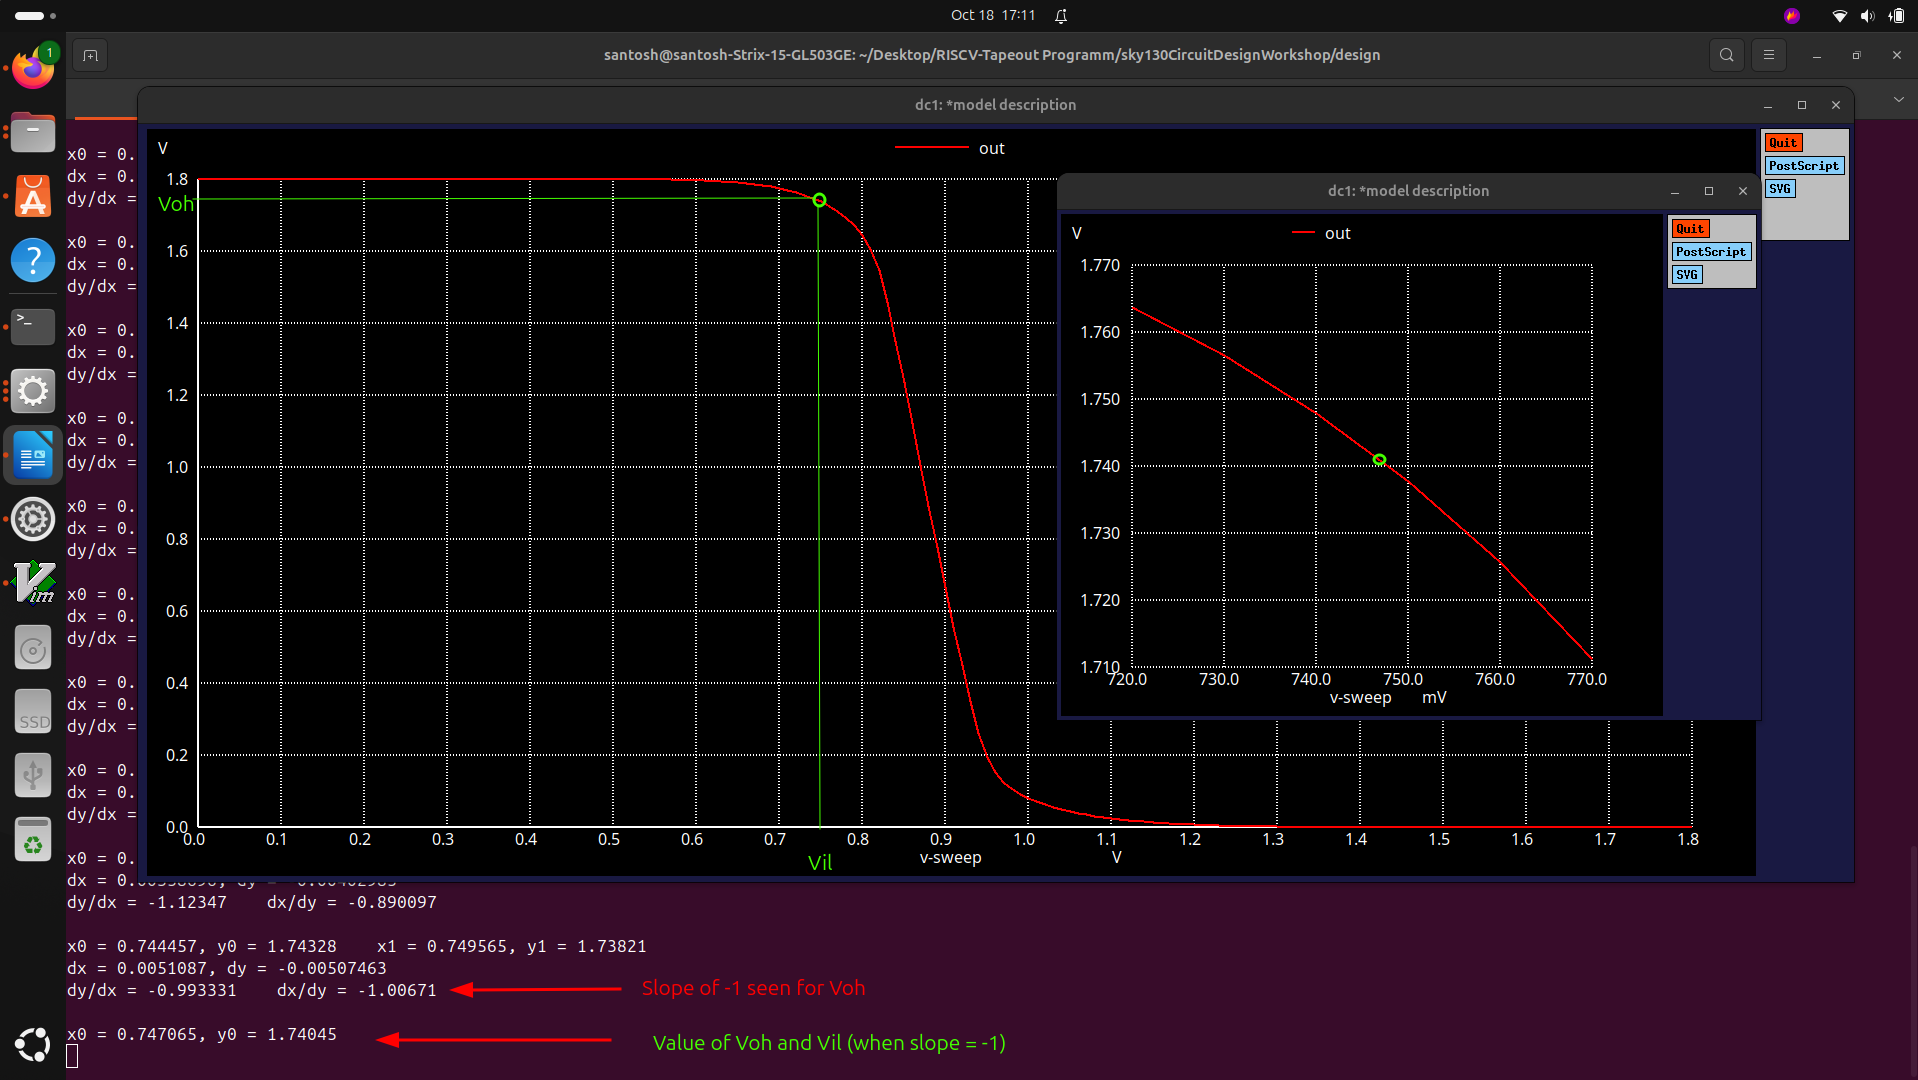 Oct 18 17:11
1
santosh@santosh-Strix-15-GL503GE: ~/Desktop/RISCV-Tapeout Programm/sky130CircuitDesignWorkshop/design
dc1: *model description
V
out
Quit
PostScript
SVG
1.8
Voh
1.6
1.4
1.2
1.0
0.8
0.6
0.4
0.2
0.0
0.0 0.1 0.2 0.3 0.4 0.5 0.6 0.7 0.8 0.9 1.0 1.1 1.2 1.3 1.4 1.5 1.6 1.7 1.8
Vil
v-sweep V
dc1: *model description
V
out
Quit
PostScript
SVG
1.770
1.760
1.750
1.740
1.730
1.720
1.710
720.0 730.0 740.0 750.0 760.0 770.0
v-sweep mV
x0 = 0.
dx = 0.
dy/dx =
x0 = 0.
dx = 0.
dy/dx =
x0 = 0.
dx = 0.
dy/dx =
x0 = 0.
dx = 0.
dy/dx =
x0 = 0.
dx = 0.
dy/dx =
x0 = 0.
dx = 0.
dy/dx =
x0 = 0.
dx = 0.
dy/dx =
x0 = 0.
dx = 0.
dy/dx =
x0 = 0.
dy/dx = -1.12347 dx/dy = -0.890097
x0 = 0.744457, y0 = 1.74328 x1 = 0.749565, y1 = 1.73821
dx = 0.0051087, dy = -0.00507463
dy/dx = -0.993331 dx/dy = -1.00671
Slope of -1 seen for Voh
x0 = 0.747065, y0 = 1.74045
Value of Voh and Vil (when slope = -1)
SSD
Vim